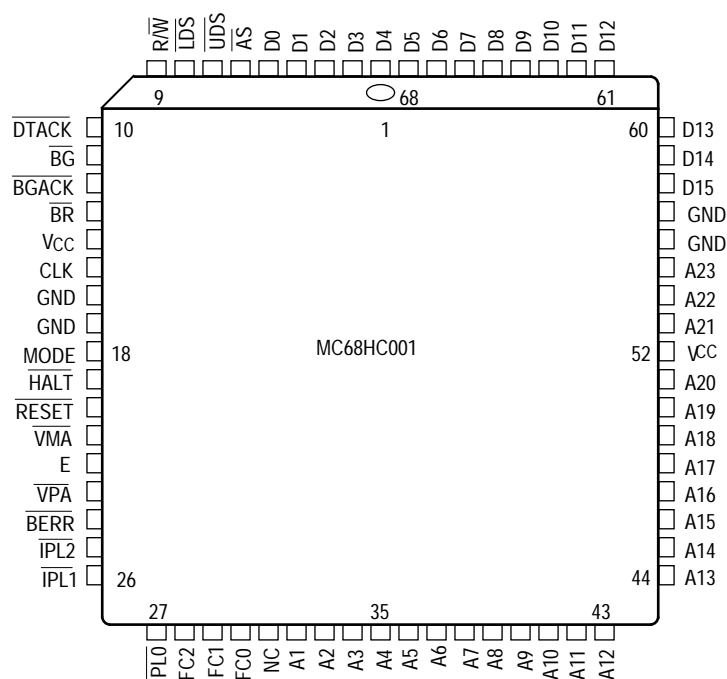 R/W LDS UDS AS D0 D1 D2 D3 D4 D5 D6 D7 D8 D9 D10 D11 D12
9 68 61
DTACK 10 1 60 D13
BG D14
BGACK D15
BR GND
VCC GND
CLK A23
GND A22
GND A21
MODE 18 MC68HC001 52 VCC
HALT A20
RESET A19
VMA A18
E A17
VPA A16
BERR A15
IPL2 A14
IPL1 26 44 A13
27 35 43
PL0 FC2 FC1 FC0 NC A1 A2 A3 A4 A5 A6 A7 A8 A9 A10 A11 A12